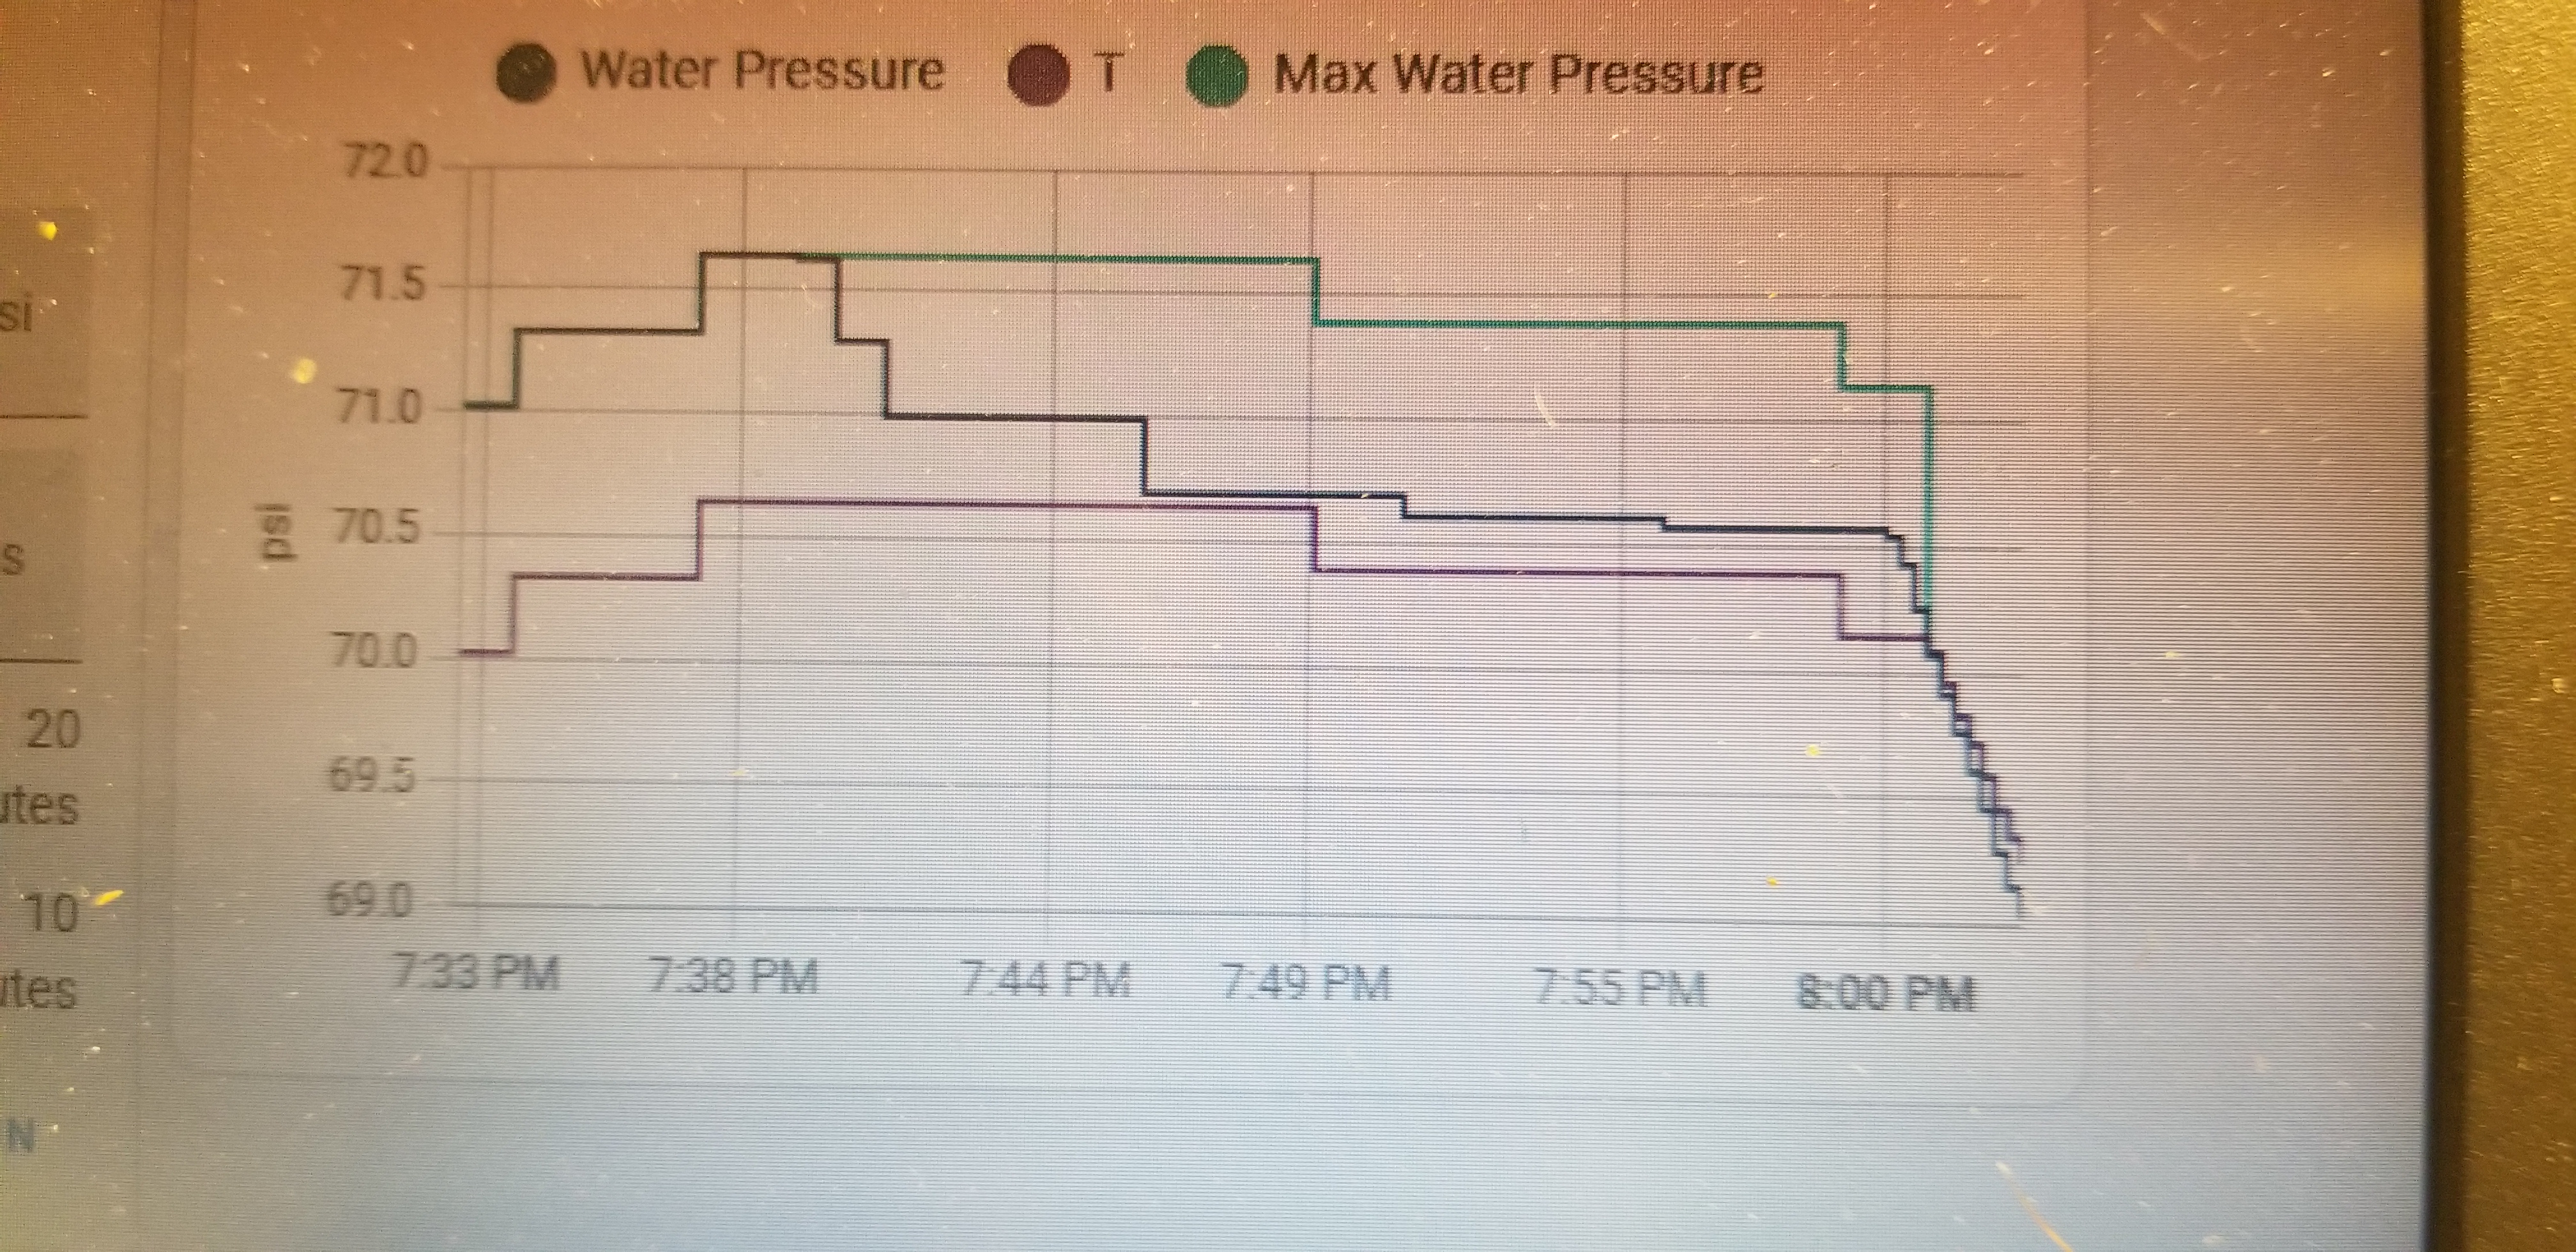 Water Pressure T Max Water Pressure
72.0
71.5
71.0
70.5
70.0
69.5
69.0
psi
7:33 PM 7:38 PM 7:44 PM 7:49 PM 7:55 PM 8:00 PM
si
s
20
utes
10
utes
N